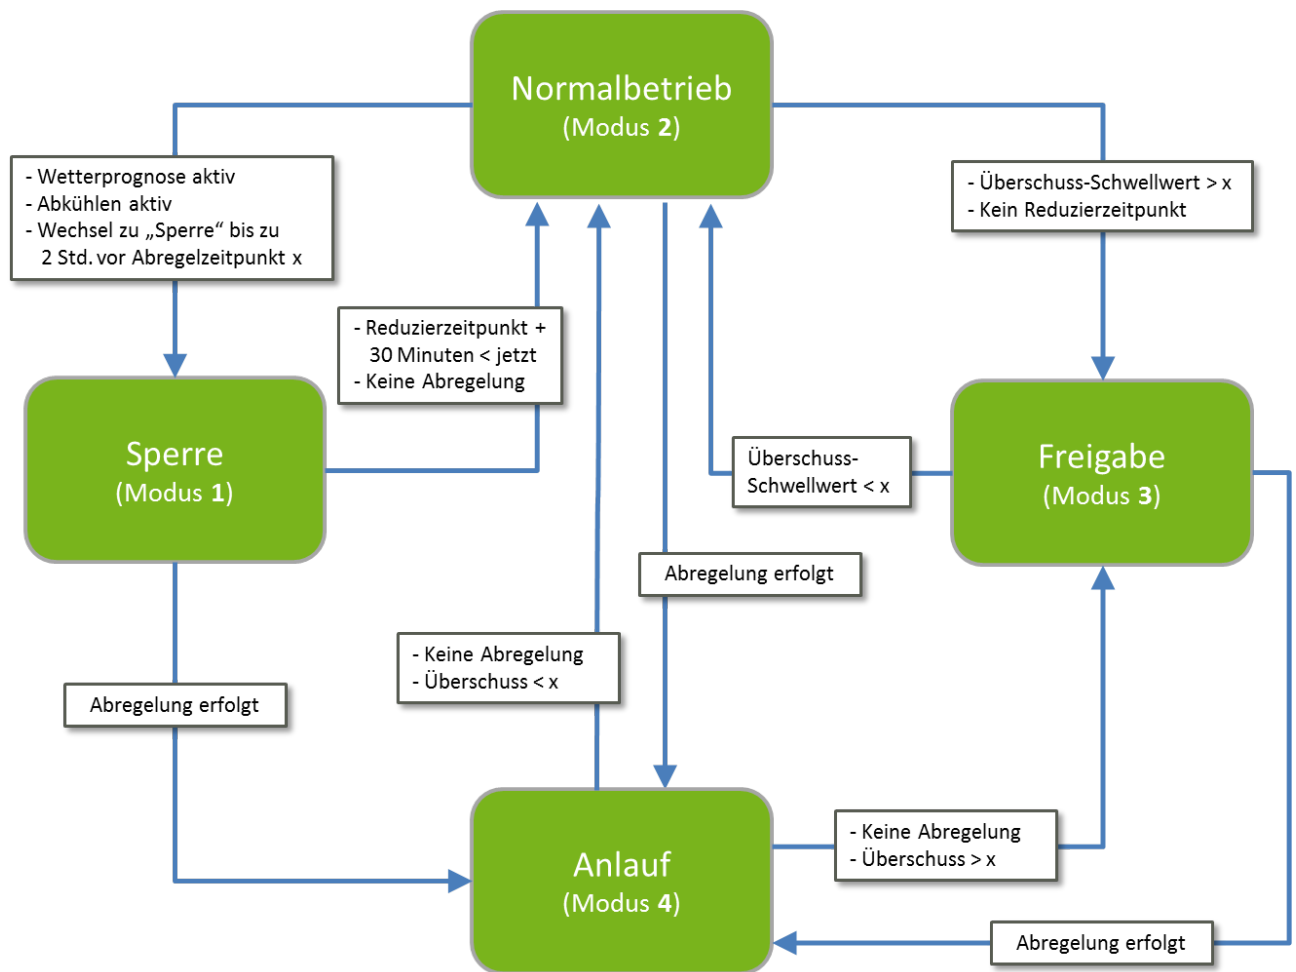 Normalbetrieb
(Modus 2)
- Wetterprognose aktiv
- Abkühlen aktiv
- Wechsel zu „Sperre“ bis zu
2 Std. vor Abregelzeitpunkt x
- Überschuss-Schwellwert > x
- Kein Reduzierzeitpunkt
- Reduzierzeitpunkt +
30 Minuten < jetzt
- Keine Abregelung
Sperre
(Modus 1)
Überschuss-
Schwellwert < x
Freigabe
(Modus 3)
Abregelung erfolgt
- Keine Abregelung
- Überschuss < x
Abregelung erfolgt
Anlauf
(Modus 4)
- Keine Abregelung
- Überschuss > x
Abregelung erfolgt